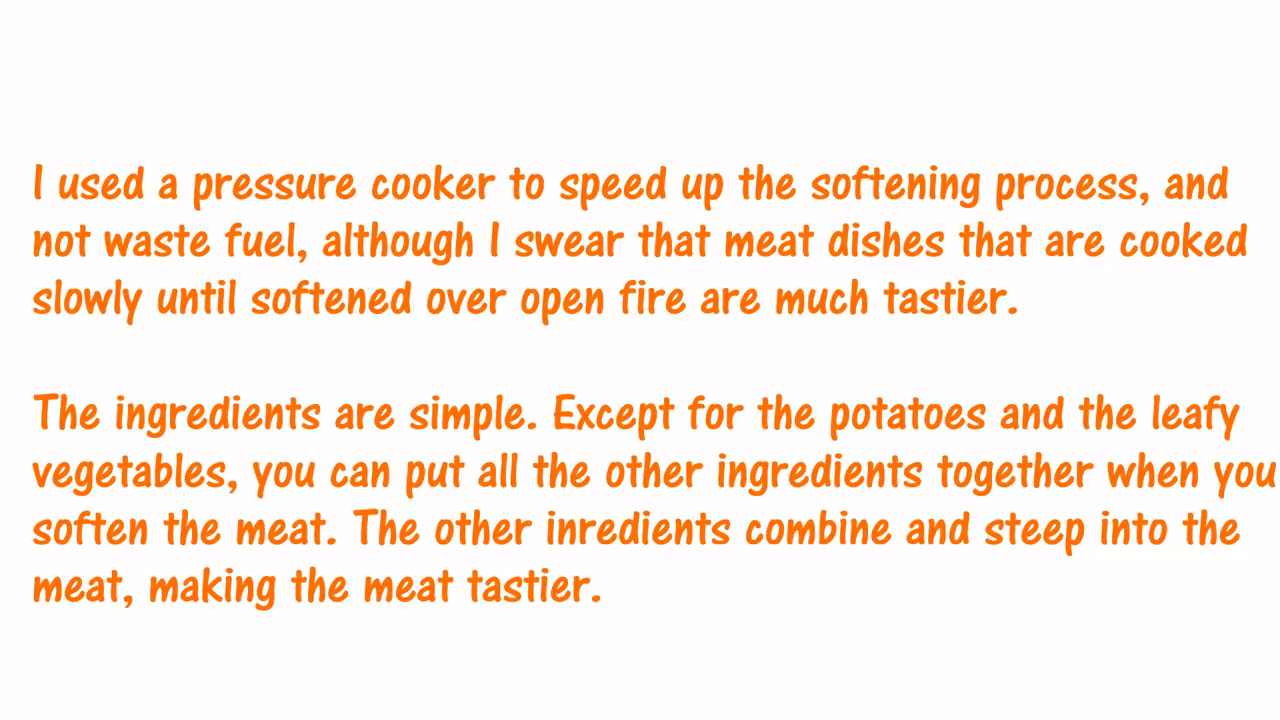 I used a pressure cooker to speed up the softening process, and
not waste fuel, although I swear that meat dishes that are cooked
slowly until softened over open fire are much tastier.
The ingredients are simple. Except for the potatoes and the leafy
vegetables, you can put all the other ingredients together when you
soften the meat. The other inredients combine and steep into the
meat, making the meat tastier.